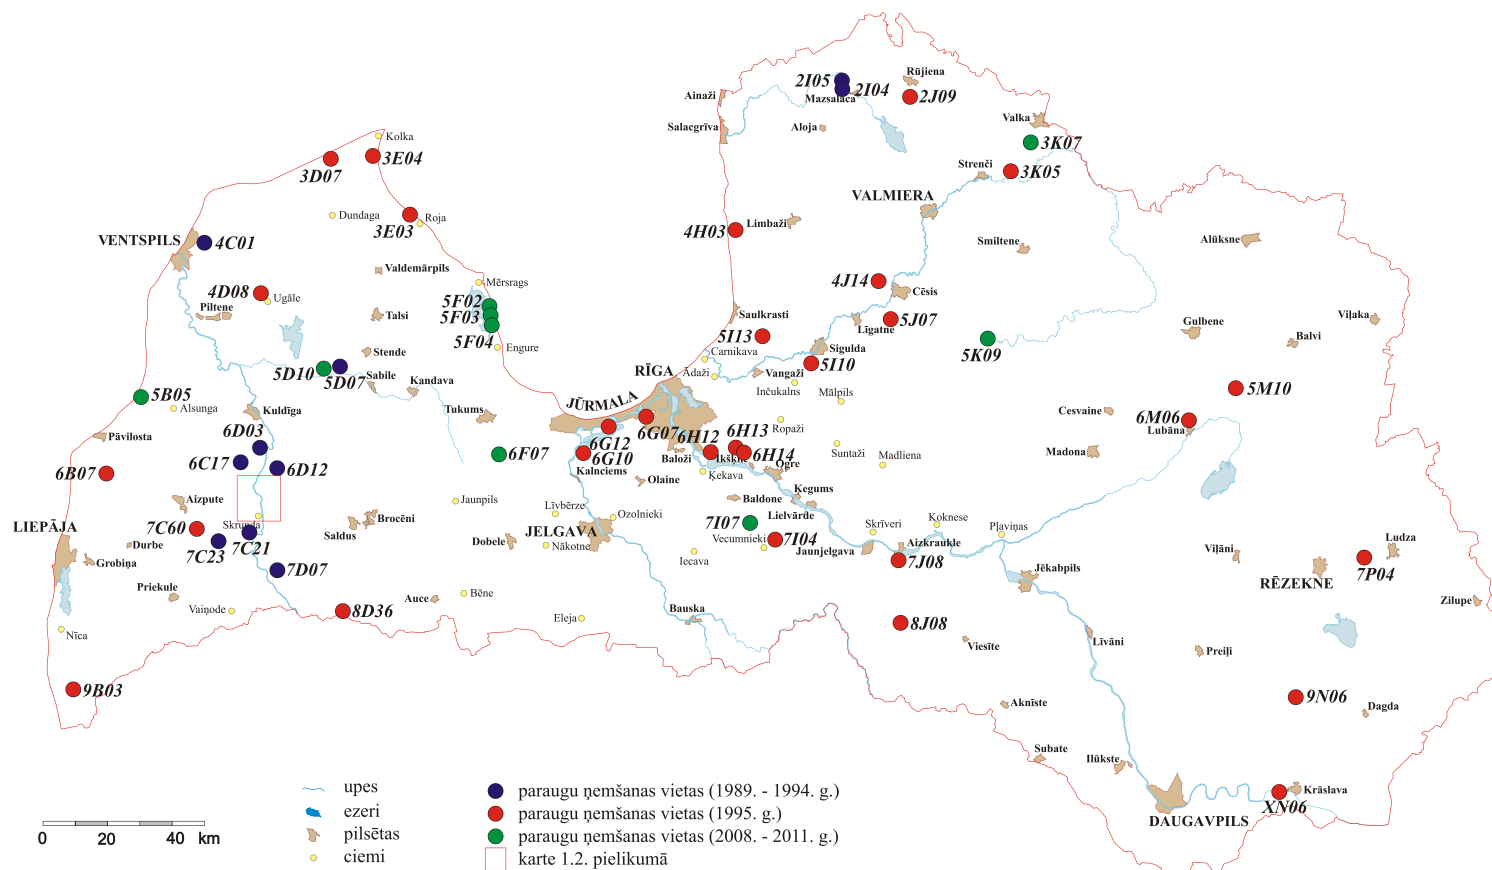 2I05
Rūjiena
2I04
Mazsalaca
2J09
Ainaži
Salacgrīva
Aloja
Valka
3K07
Kolka
3E04
3D07
Strenči
3K05
VALMIERA
Dundaga
Roja
3E03
4H03
Limbaži
VENTSPILS
4C01
Smiltene
Alūksne
Valdemārpils
Mērsrags
4J14
Cēsis
4D08
Ugāle
Piltene
Talsi
5F02
5F03
5F04
Saulkrasti
Līgatne
5J07
Gulbene
Viļaka
Balvi
5I13
Carnikava
Sigulda
5K09
Engure
Stende
5D10
5D07
Sabile
Kandava
RĪGA
Ādaži
Vangaži
5I10
Inčukalns
Mālpils
5M10
5B05
Alsunga
Kuldīga
Tukums
JŪRMALA
Cesvaine
6M06
Lubāna
Pāvilosta
6D03
6G12
6G07
6H12
6H13
Ropaži
6H14
Suntaži
Madliena
Madona
6C17
6D12
6F07
6G10
Kalnciems
Baloži
Ikšķile
Ogre
6B07
Olaine
Ķekava
Ķegums
Aizpute
Jaunpils
Baldone
Lielvārde
LIEPĀJA
7C60
Skrunda
Brocēni
Saldus
Līvbērze
Ozolnieki
JELGAVA
7I07
Vecumnieki
7I04
Skrīveri
Koknese
Pļaviņas
Durbe
7C23
7C21
Dobele
Nākotne
Iecava
Jaunjelgava
Aizkraukle
7J08
Viļāni
Ludza
7P04
Grobiņa
7D07
Jēkabpils
RĒZEKNE
Priekule
Vaiņode
8D36
Auce
Bēne
Eleja
Bauska
8J08
Zilupe
Nīca
Viesīte
Līvāni
Preiļi
9B03
9N06
Aknīste
Dagda
Subate
Ilūkste
Krāslava
XN06
DAUGAVPILS
upes
ezeri
pilsētas
ciemi
paraugu ņemšanas vietas (1989. - 1994. g.)
paraugu ņemšanas vietas (1995. g.)
paraugu ņemšanas vietas (2008. - 2011. g.)
karte 1.2. pielikumā
0 20 40 km